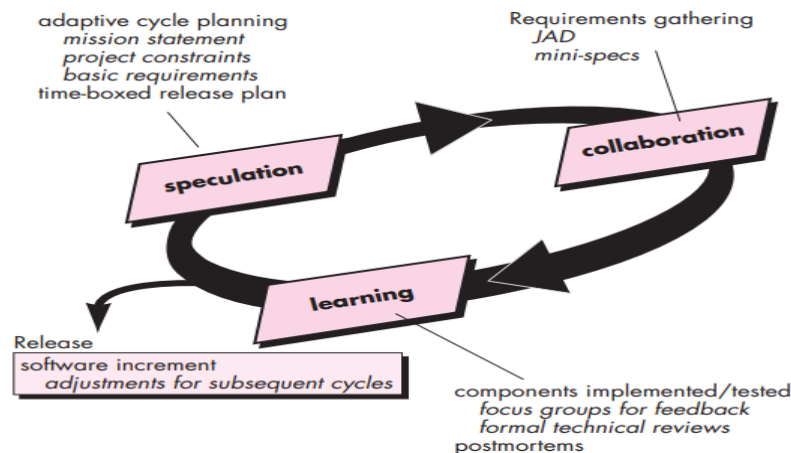 adaptive cycle planning
mission statement
project constraints
basic requirements
time-boxed release plan
Requirements gathering
JAD
mini-specs
speculation
collaboration
learning
Release
software increment
adjustments for subsequent cycles
components implemented/tested
focus groups for feedback
formal technical reviews
postmortems